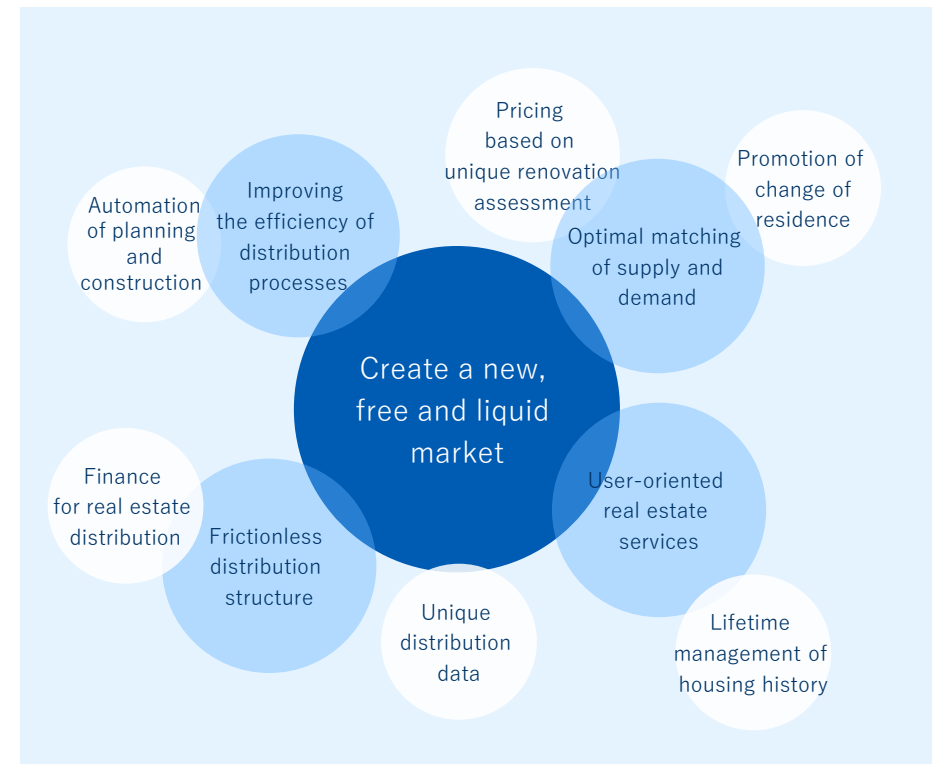 Pricing
based on
unique renovation
assessment
Promotion of
change of
residence
Automation
of planning
and
construction
Improving
the efficiency of
distribution
processes
Optimal matching
of supply and
demand
Create a new,
free and liquid
market
Finance
for real estate
distribution
Frictionless
distribution
structure
User-oriented
real estate
services
Unique
distribution
data
Lifetime
management of
housing history